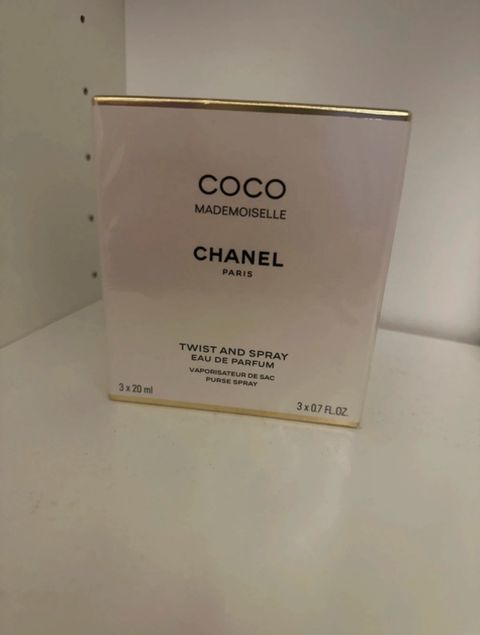 COCO
MADEMOISELLE
CHANEL
PARIS
TWIST AND SPRAY
EAU DE PARFUM
VAPORISATEUR DE SAC
PURSE SPRAY
3 x 20 ml
3 x 0.7 FL.OZ.